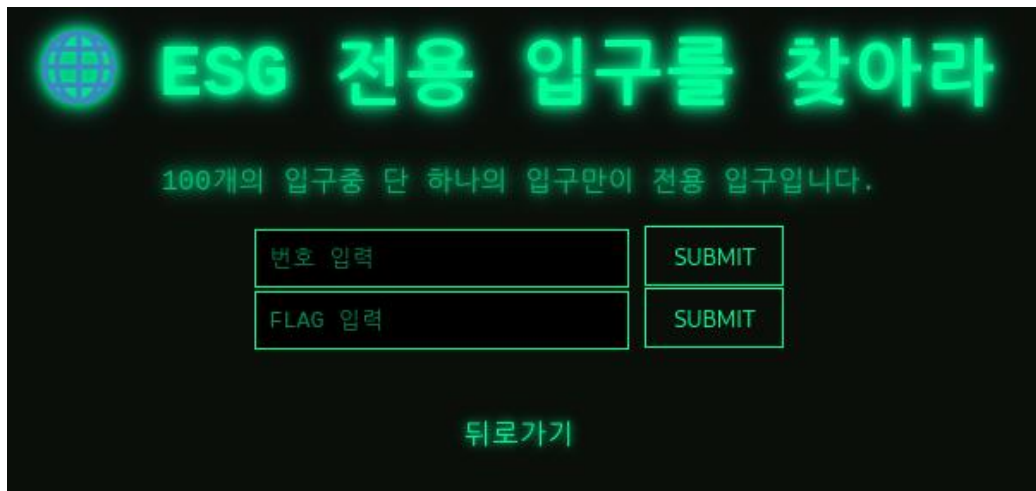 ESG 전용 입구를 찾아라
100개의 입구중 단 하나의 입구만이 전용 입구입니다.
번호 입력 SUBMIT
FLAG 입력 SUBMIT
뒤로가기